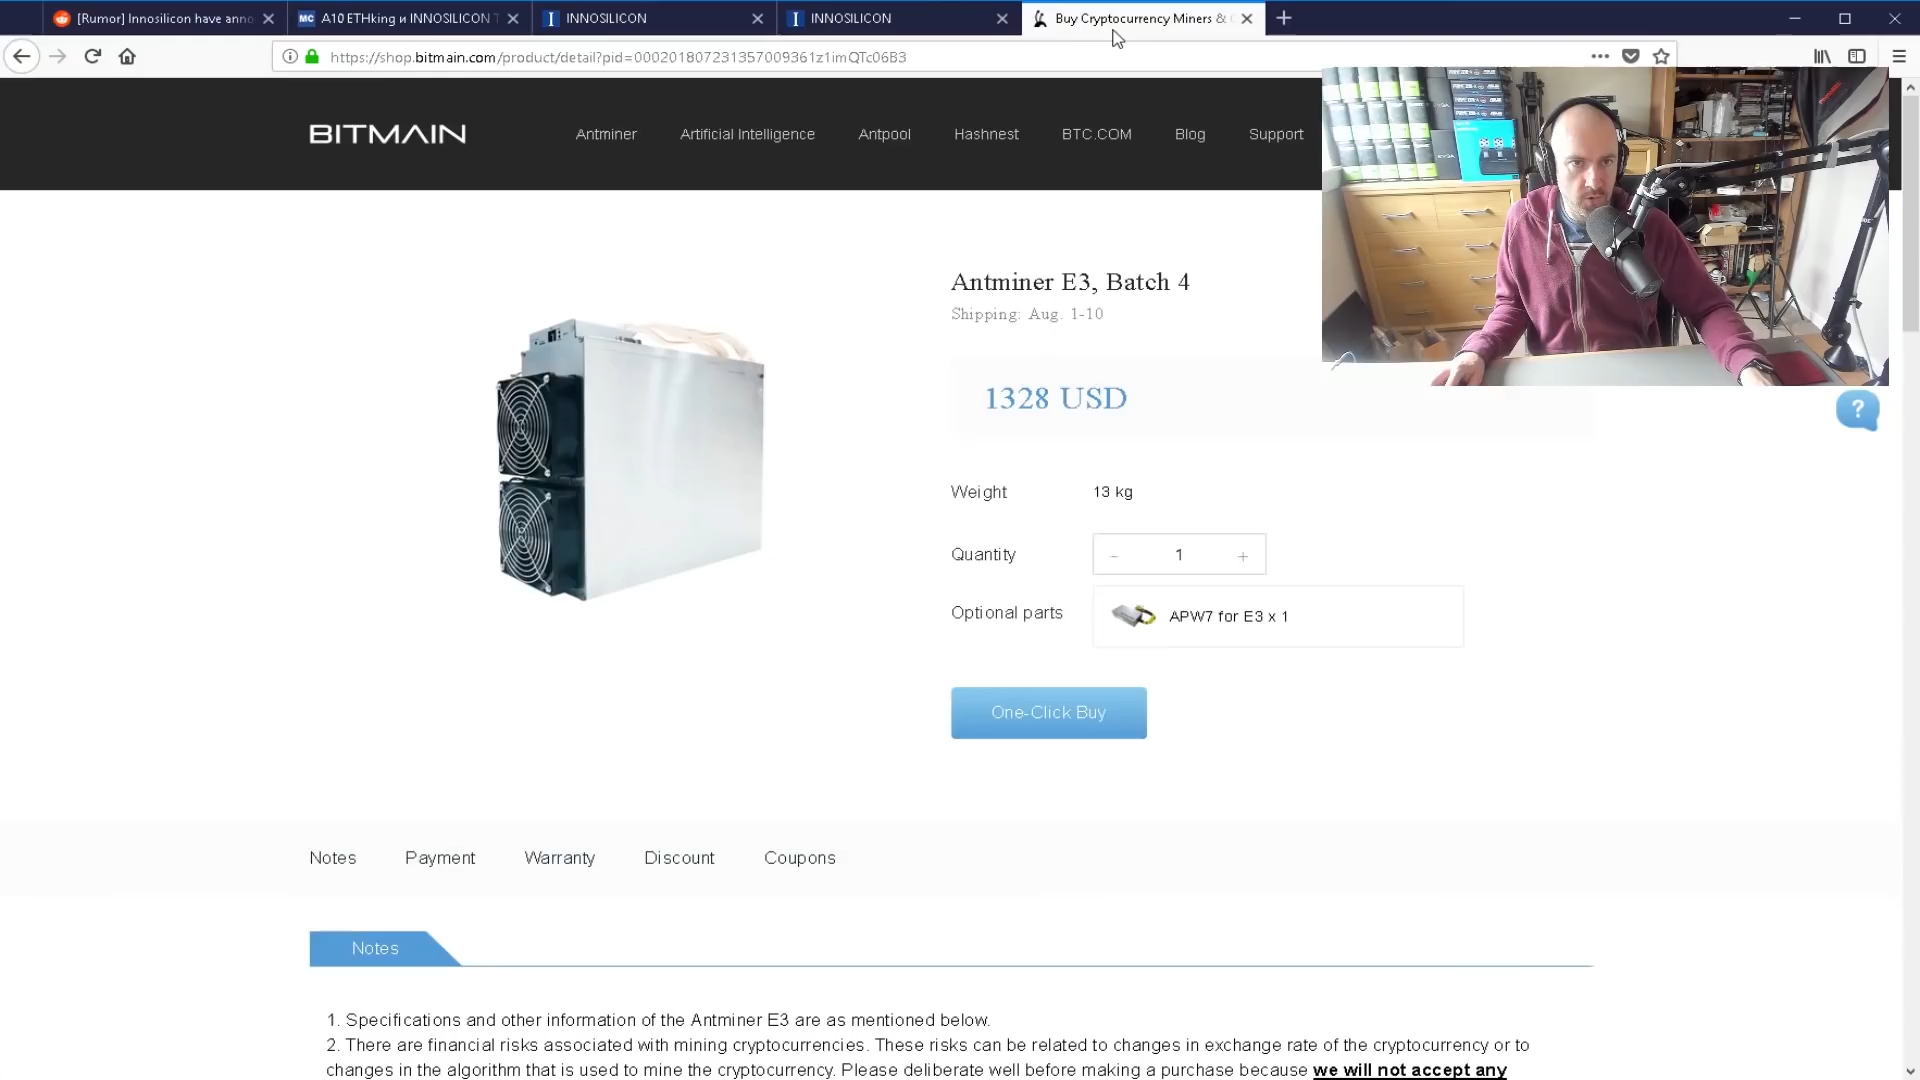 [Rumor] Innosilicon have anno
A10 ETHking и INNOSILICON T
INNOSILICON
INNOSILICON
Buy Cryptocurrency Miners &
https://shop.bitmain.com/product/detail?pid=000201807231357009361z1imQTc06B3
BITMAIN
Antminer
Artificial Intelligence
Antpool
Hashnest
BTC.COM
Blog
Support
Antminer E3, Batch 4
Shipping: Aug. 1-10
1328 USD
?
Weight 13 kg
Quantity - 1 +
Optional parts APW7 for E3 x 1
One-Click Buy
Notes Payment Warranty Discount Coupons
Notes
1. Specifications and other information of the Antminer E3 are as mentioned below.
2. There are financial risks associated with mining cryptocurrencies. These risks can be related to changes in exchange rate of the cryptocurrency or to
changes in the algorithm that is used to mine the cryptocurrency. Please deliberate well before making a purchase because we will not accept any